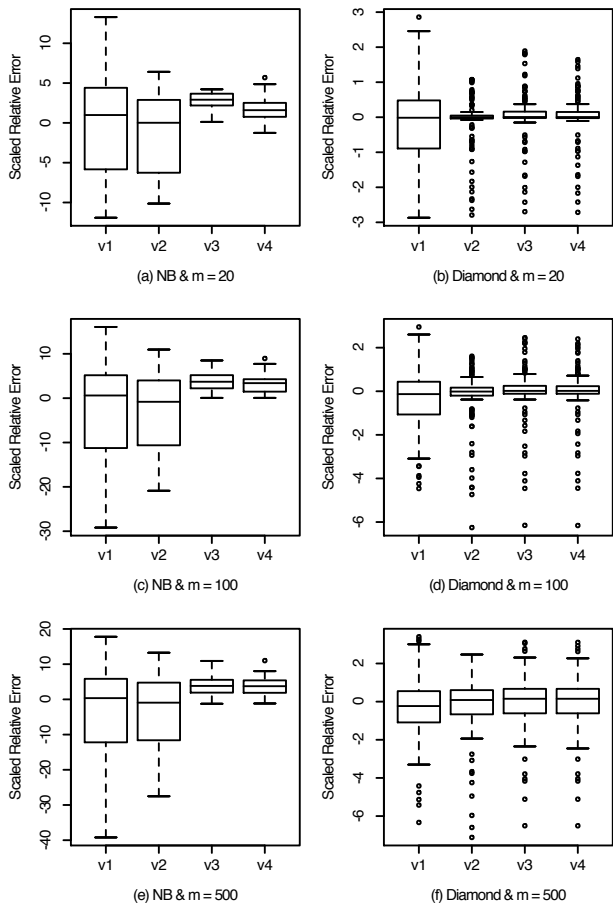 Scaled Relative Error
10
5
0
-5
-10
v1 v2 v3 v4
(a) NB & m = 20
Scaled Relative Error
3
2
1
0
-1
-2
-3
v1 v2 v3 v4
(b) Diamond & m = 20
Scaled Relative Error
10
0
-10
-20
-30
v1 v2 v3 v4
(c) NB & m = 100
Scaled Relative Error
2
0
-2
-4
-6
v1 v2 v3 v4
(d) Diamond & m = 100
Scaled Relative Error
20
10
0
-10
-20
-30
-40
v1 v2 v3 v4
(e) NB & m = 500
Scaled Relative Error
2
0
-2
-4
-6
v1 v2 v3 v4
(f) Diamond & m = 500